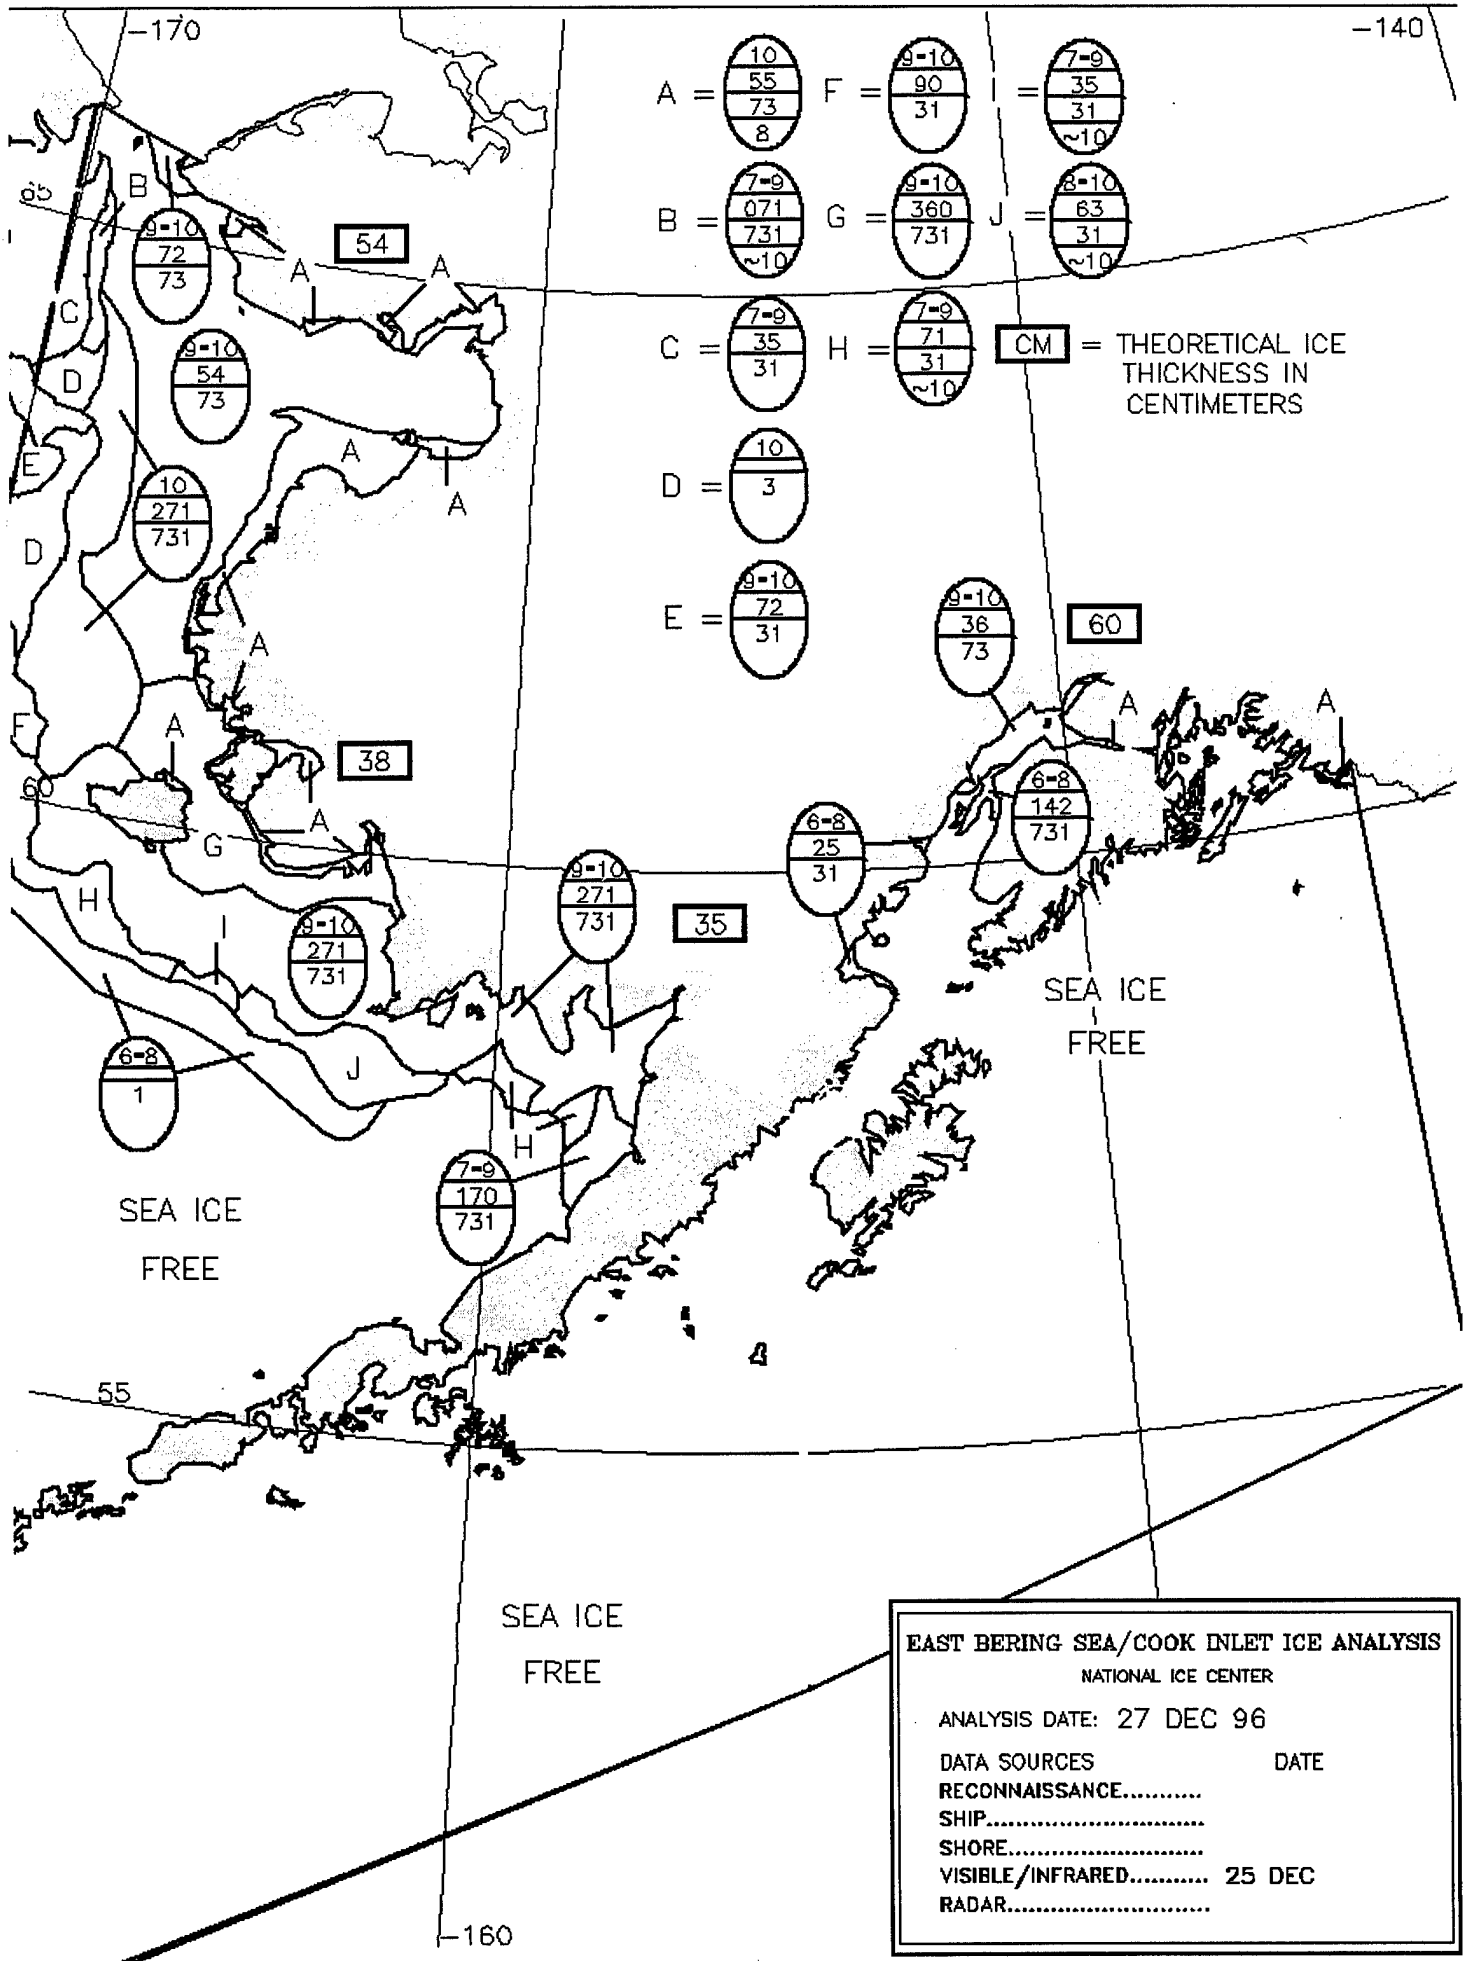 -170
-140
A =
10
55
73
8
F =
9-10
90
31
I =
7-9
35
31
~10
B =
7-9
071
731
~10
G =
9-10
360
731
J =
8-10
63
31
~10
C =
7-9
35
31
H =
7-9
71
31
~10
CM = THEORETICAL ICE
THICKNESS IN
CENTIMETERS
D =
10
3
E =
9-10
72
31
65
B
9-10
72
73
54
A
A
C
9-10
54
73
D
A
E
A
10
271
731
D
A
9-10
36
73
60
F
A
38
A
A
60
A
G
6-8
142
731
6-8
25
31
H
I
9-10
271
731
9-10
271
731
35
SEA ICE
FREE
6-8
1
J
H
7-9
170
731
SEA ICE
FREE
55
SEA ICE
FREE
-160
EAST BERING SEA/COOK INLET ICE ANALYSIS
NATIONAL ICE CENTER
ANALYSIS DATE: 27 DEC 96
DATA SOURCES DATE
RECONNAISSANCE...........
SHIP.............................
SHORE...........................
VISIBLE/INFRARED........... 25 DEC
RADAR............................